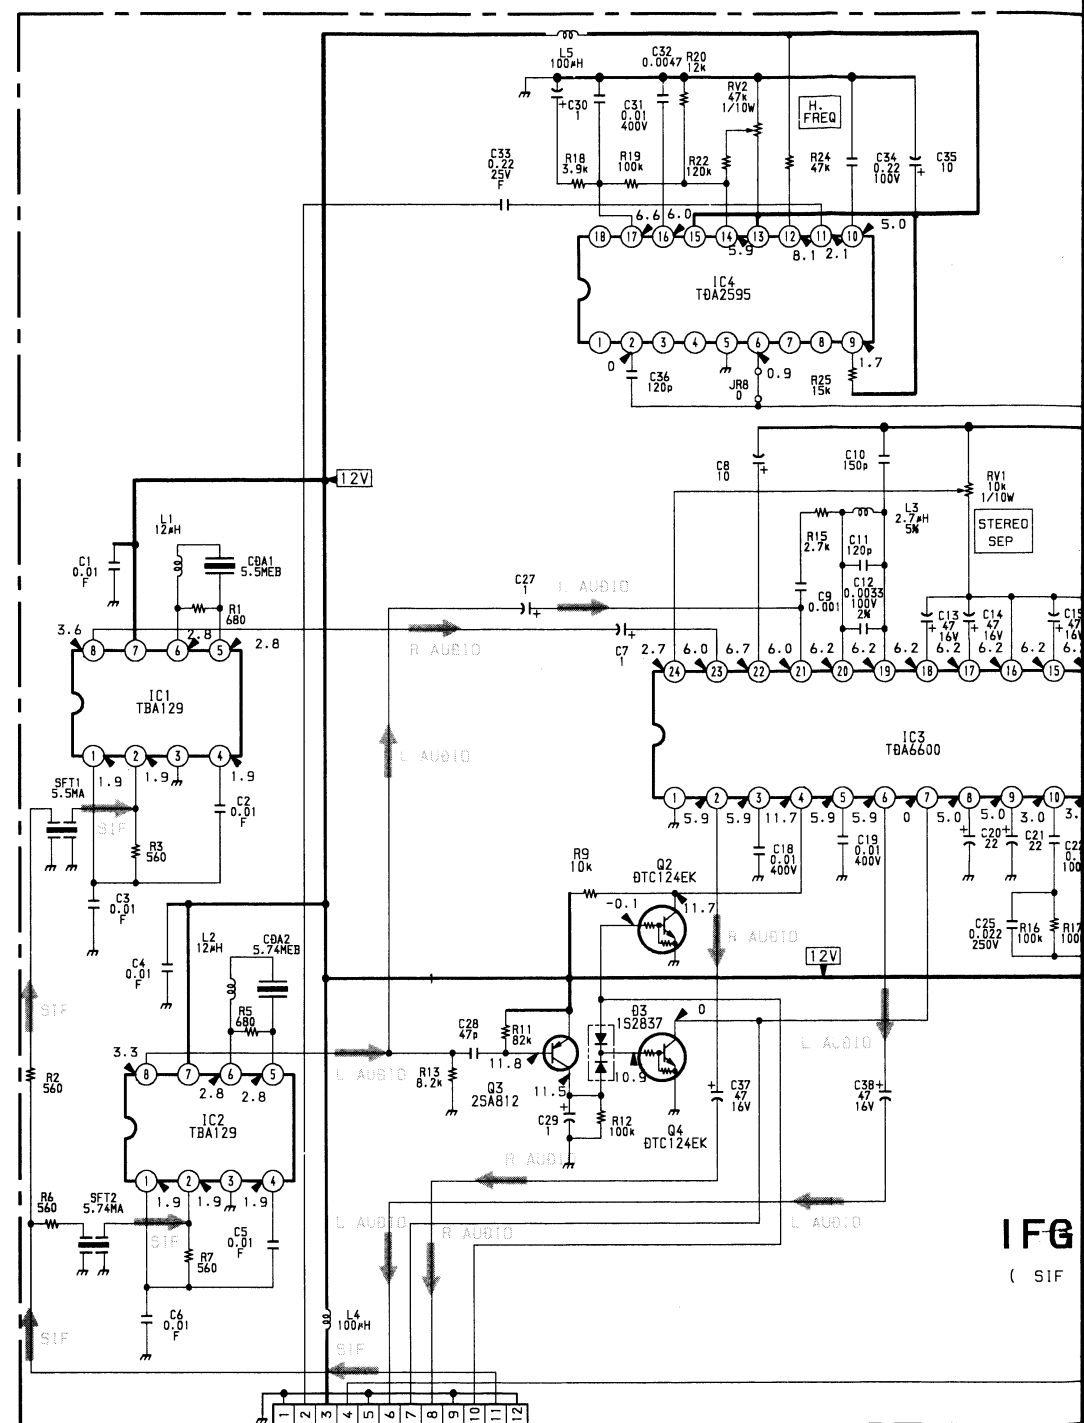 L5
100μH
C32
0.0047
R20
12k
RV2
47k
1/10W
H.
FREQ
+C30
1
C31
0.01
400V
C33
0.22
25V
F
R18
3.9k
R19
100k
R22
120k
R24
47k
C34
0.22
100V
C35
10
+
6.6 6.0 5.0
18 17 16 15 14 13 12 11 10
5.9 8.1 2.1
IC4
TDA2595
1 2 3 4 5 6 7 8 9
0 0.9 1.7
C36
120p
JR8
0
R25
15k
12V
C8
10
+
C10
150p
RV1
10k
1/10W
STEREO
SEP
L3
2.7μH
5%
R15
2.7k
C11
120p
C9
0.001
C12
0.0033
100V
2%
L1
12μH
C1
0.01
F
CDA1
5.5MEB
R1
680
C27
1
+
L AUDIO
R AUDIO
C7
1
+
C13
47
16V
C14
47
16V
C15
47
16V
3.6 2.8 2.8
8 7 6 5
IC1
TBA129
1 2 3 4
1.9 1.9 1.9
2.7 6.0 6.7 6.0 6.2 6.2 6.2 6.2 6.2
24 23 22 21 20 19 18 17 16 15
IC3
TDA6600
1 2 3 4 5 6 7 8 9 10
5.9 5.9 11.7 5.9 5.9 0 5.0 5.0 3.0
L AUDIO
SFT1
5.5MA
SIF
C2
0.01
F
R3
560
C3
0.01
F
R9
10k
Q2
DTC124EK
-0.1
11.7
C18
0.01
400V
C19
0.01
400V
C20
22
C21
22
C25
0.022
250V
R16
100k
R17
100k
R AUDIO
12V
L2
12μH
CDA2
5.74MEB
C4
0.01
F
R5
680
SIF
R2
560
3.3
8 7 6 5
2.8 2.8
IC2
TBA129
1 2 3 4
1.9 1.9 1.9
L AUDIO
C28
47p
R11
82k
R13
8.2k
11.8
Q3
2SA812
11.5
C29
1
D3
1S2837
0
10.9
R12
100k
Q4
DTC124EK
C37
47
16V
C38
47
16V
L AUDIO
R AUDIO
R6
560
SFT2
5.74MA
SIF
R7
560
C5
0.01
F
C6
0.01
F
L AUDIO
R AUDIO
L AUDIO
IFG
( SIF
SIF
L4
100μH
SIF
1 2 3 4 5 6 7 8 9 10 11 12